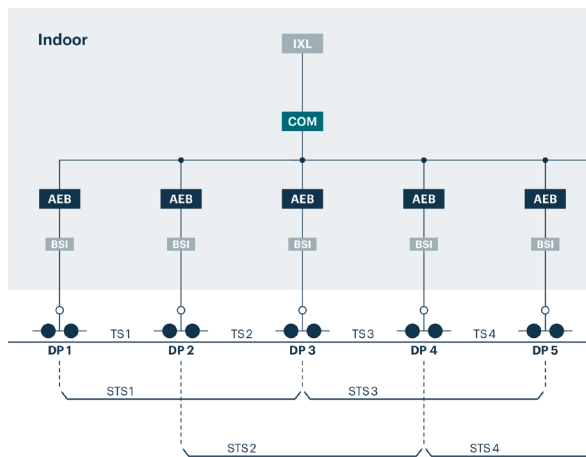 Indoor
IXL
COM
AEB AEB AEB AEB AEB
BSI BSI BSI BSI BSI
TS1 TS2 TS3 TS4
DP 1 DP 2 DP 3 DP 4 DP 5
STS1 STS3
STS2 STS4